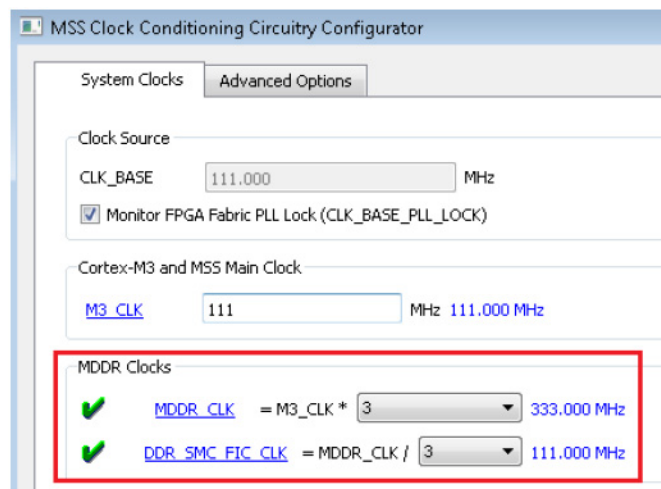 MSS Clock Conditioning Circuitry Configurator
System Clocks Advanced Options
Clock Source
CLK_BASE 111.000 MHz
Monitor FPGA Fabric PLL Lock (CLK_BASE_PLL_LOCK)
Cortex-M3 and MSS Main Clock
M3_CLK 111 MHz 111.000 MHz
MDDR Clocks
MDDR_CLK = M3_CLK * 3 333.000 MHz
DDR_SMC_FIC_CLK = MDDR_CLK / 3 111.000 MHz